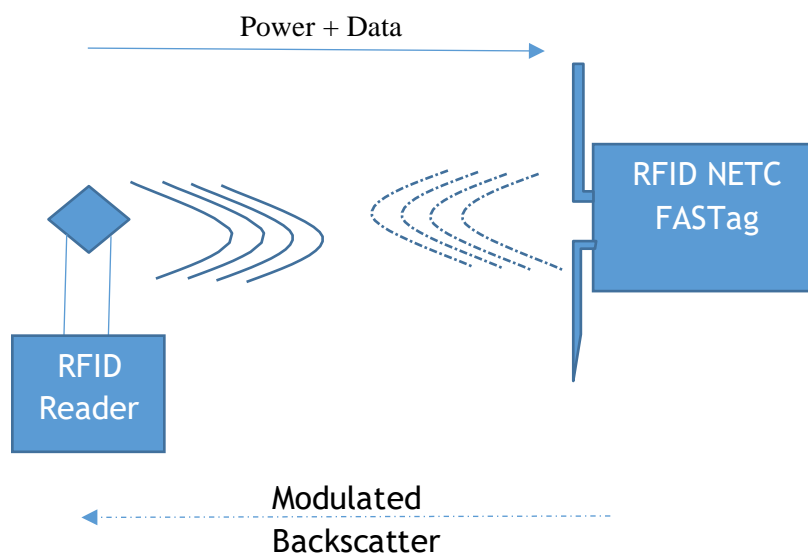 Power + Data
RFID NETC
FASTag
RFID
Reader
Modulated
Backscatter